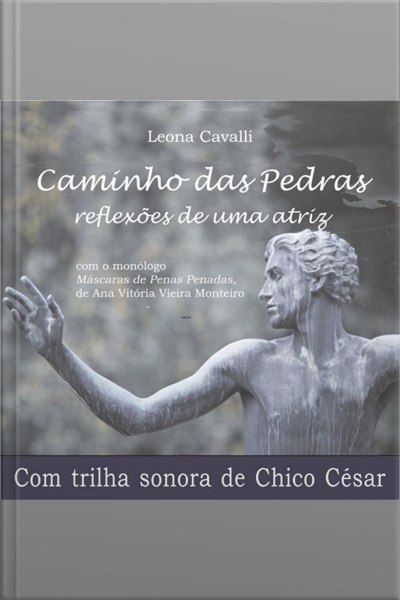 Leona Cavalli
Caminho das Pedras
reflexões de uma atriz
com o monólogo
Máscaras de Penas Penadas,
de Ana Vitória Vieira Monteiro
Com trilha sonora de Chico César